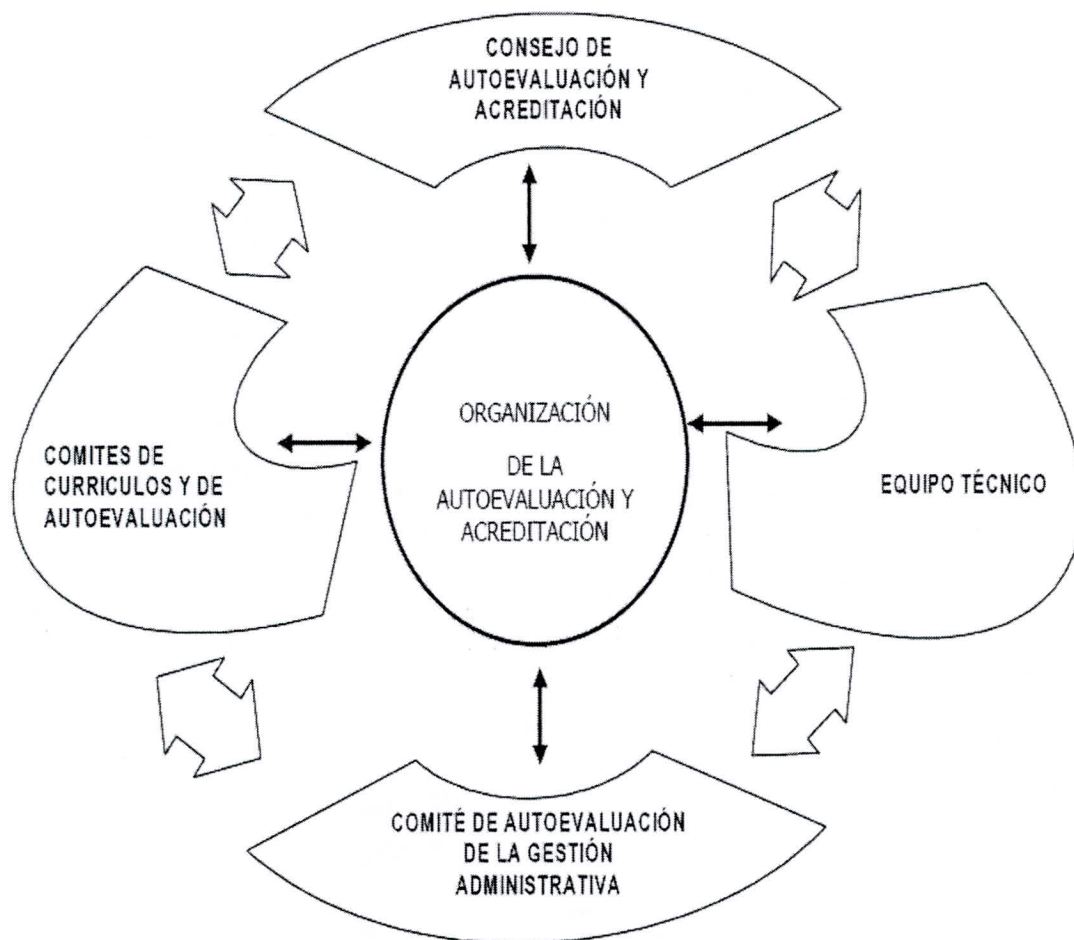 CONSEJO DE
AUTOEVALUACIÓN Y
ACREDITACIÓN
ORGANIZACIÓN
DE LA
AUTOEVALUACIÓN Y
ACREDITACIÓN
COMITES DE
CURRICULOS Y DE
AUTOEVALUACIÓN
EQUIPO TÉCNICO
COMITÉ DE AUTOEVALUACIÓN
DE LA GESTIÓN
ADMINISTRATIVA